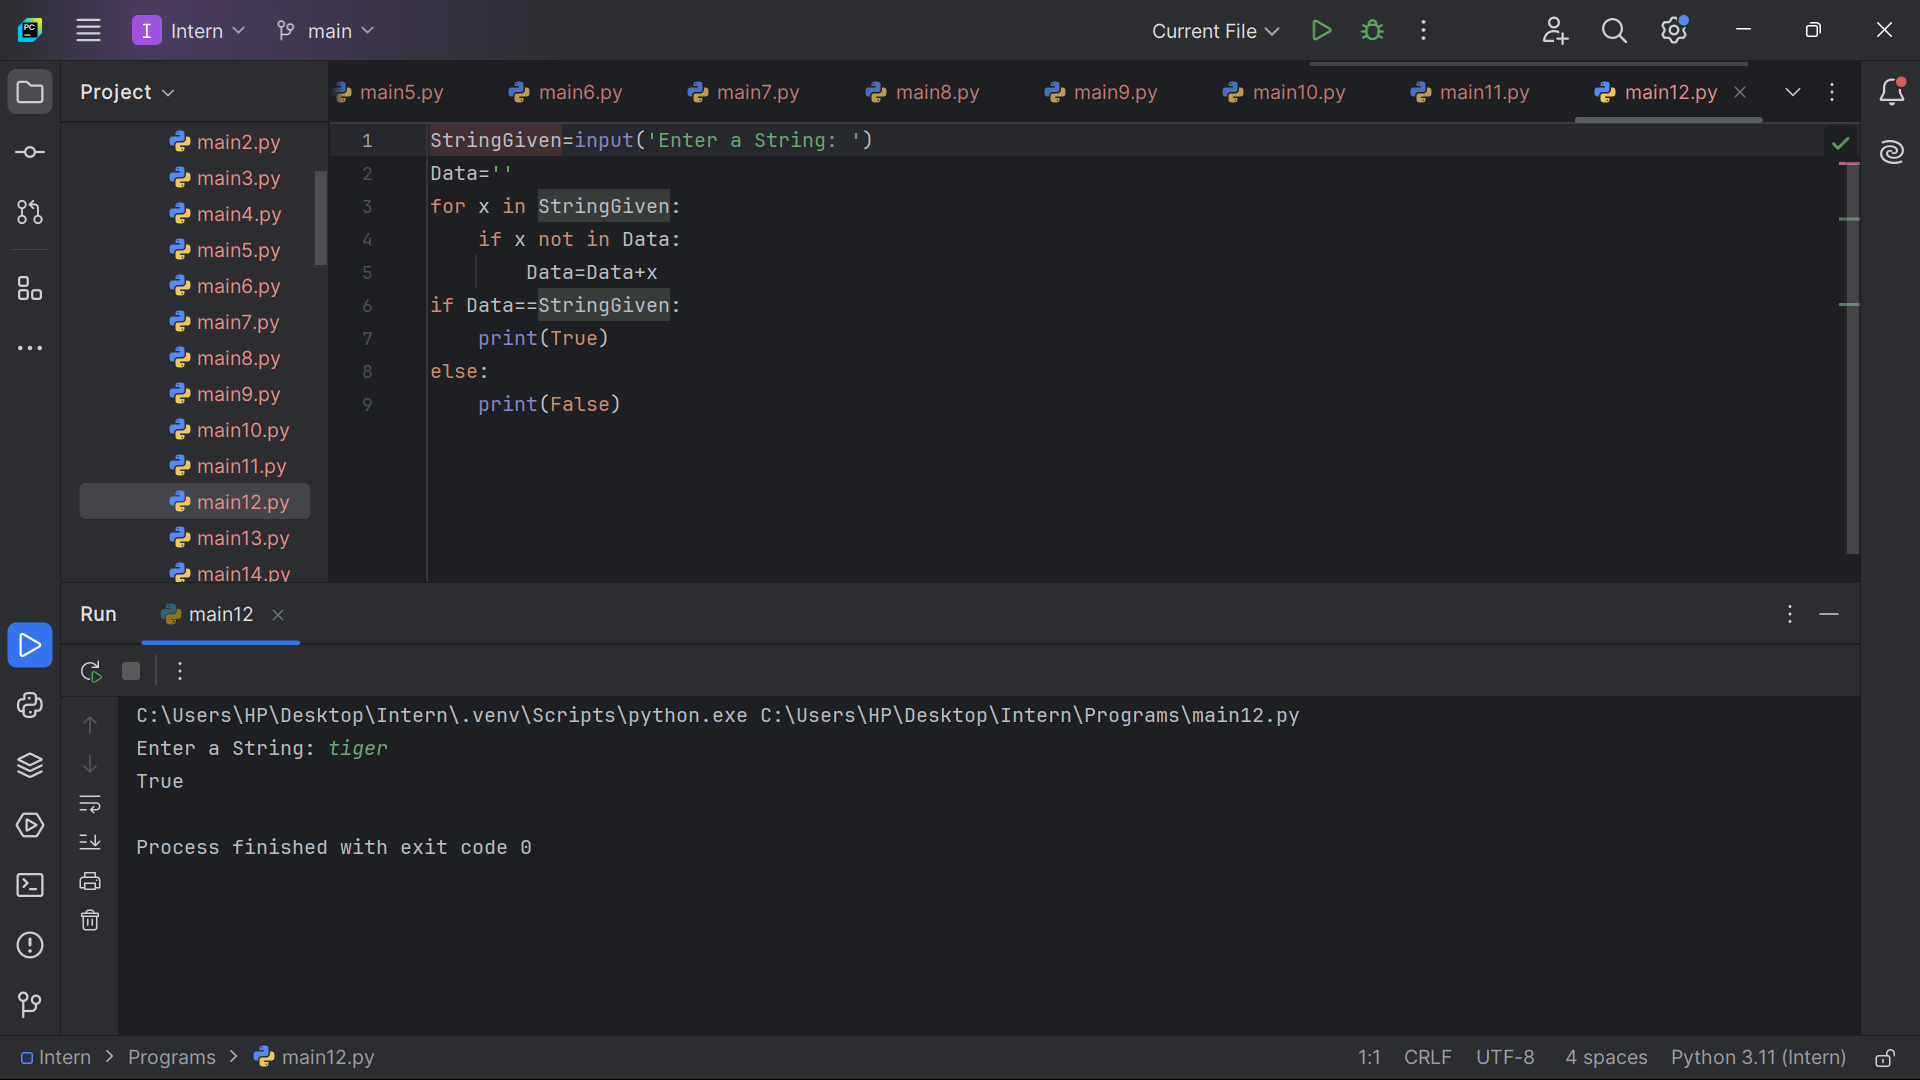 PC I Intern main Current File
Project main5.py main6.py main7.py main8.py main9.py main10.py main11.py main12.py
main2.py
main3.py
main4.py
main5.py
main6.py
main7.py
main8.py
main9.py
main10.py
main11.py
main12.py
main13.py
main14.py
1 StringGiven=input('Enter a String: ')
2 Data=''
3 for x in StringGiven:
4     if x not in Data:
5         Data=Data+x
6 if Data==StringGiven:
7     print(True)
8 else:
9     print(False)
Run main12
C:\Users\HP\Desktop\Intern\.venv\Scripts\python.exe C:\Users\HP\Desktop\Intern\Programs\main12.py
Enter a String: tiger
True
Process finished with exit code 0
Intern > Programs > main12.py 1:1 CRLF UTF-8 4 spaces Python 3.11 (Intern)